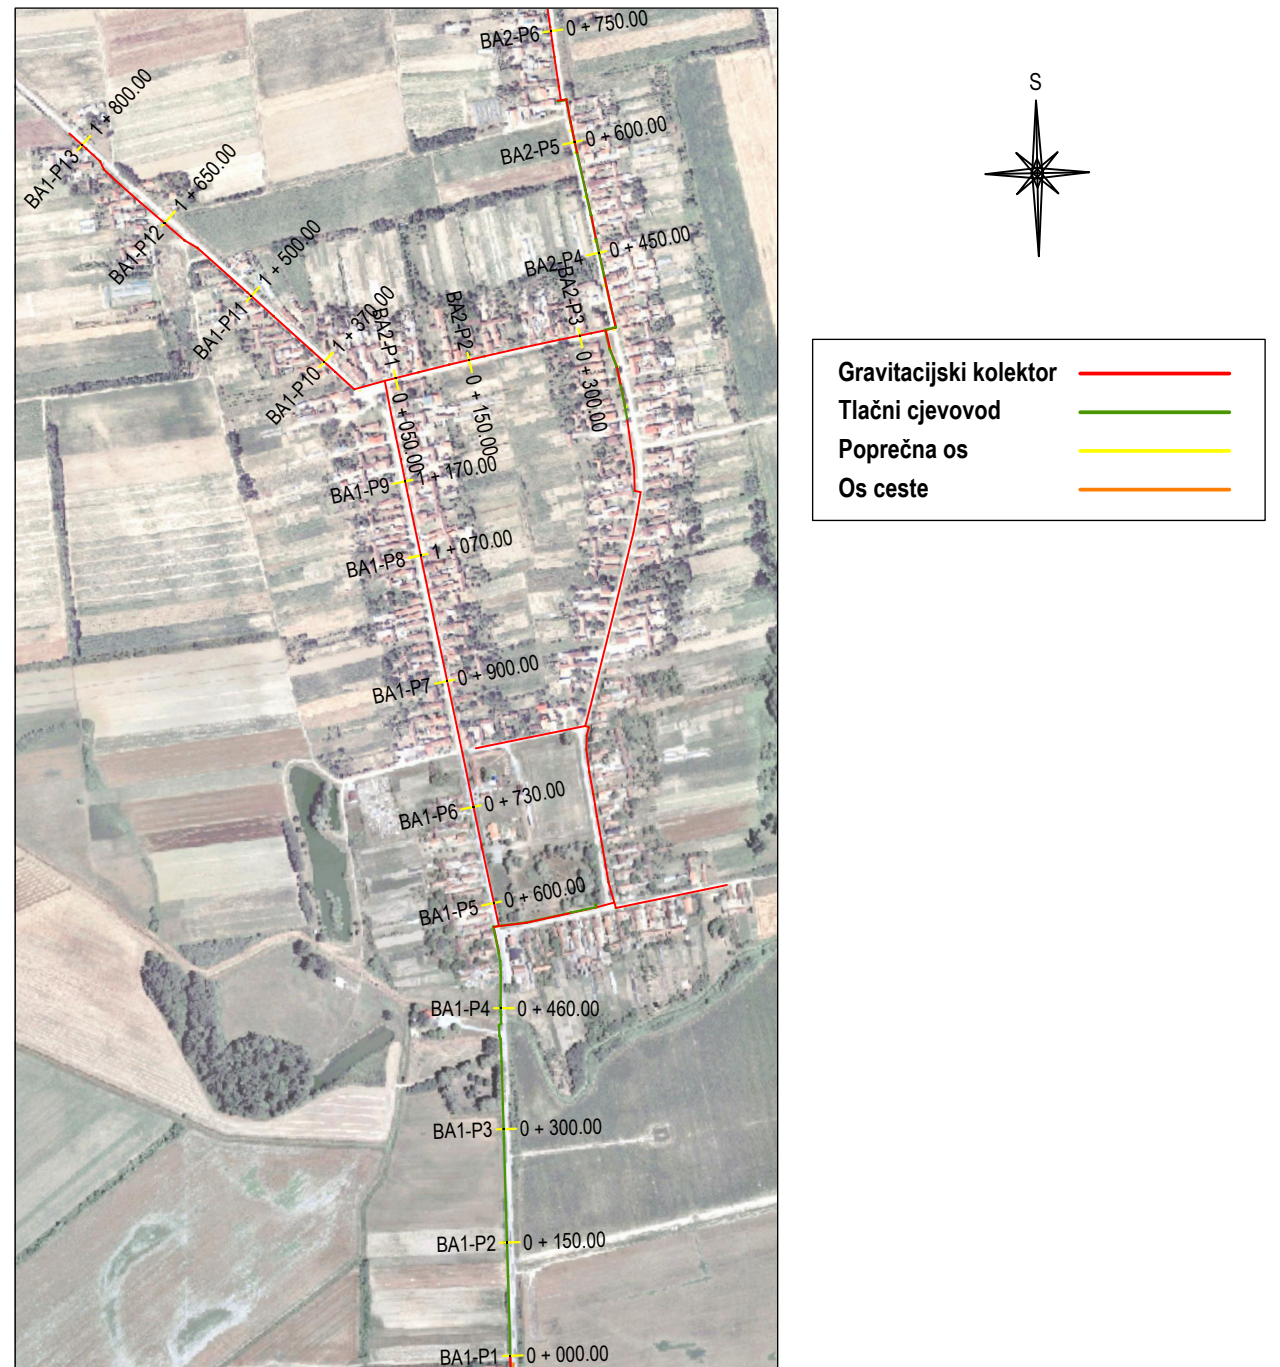 BA2-P6 0 + 750.00
S
BA1-P13 1 + 800.00
BA2-P5 0 + 600.00
BA1-P12 1 + 650.00
BA2-P4 0 + 450.00
BA1-P11 1 + 500.00
BA2-P3 0 + 300.00
BA1-P10 1 + 370.00
BA2-P1 0 + 050.00
BA2-P2 0 + 150.00
Gravitacijski kolektor
Tlačni cjevovod
Poprečna os
Os ceste
BA1-P9 1 + 170.00
BA1-P8 1 + 070.00
BA1-P7 0 + 900.00
BA1-P6 0 + 730.00
BA1-P5 0 + 600.00
BA1-P4 0 + 460.00
BA1-P3 0 + 300.00
BA1-P2 0 + 150.00
BA1-P1 0 + 000.00